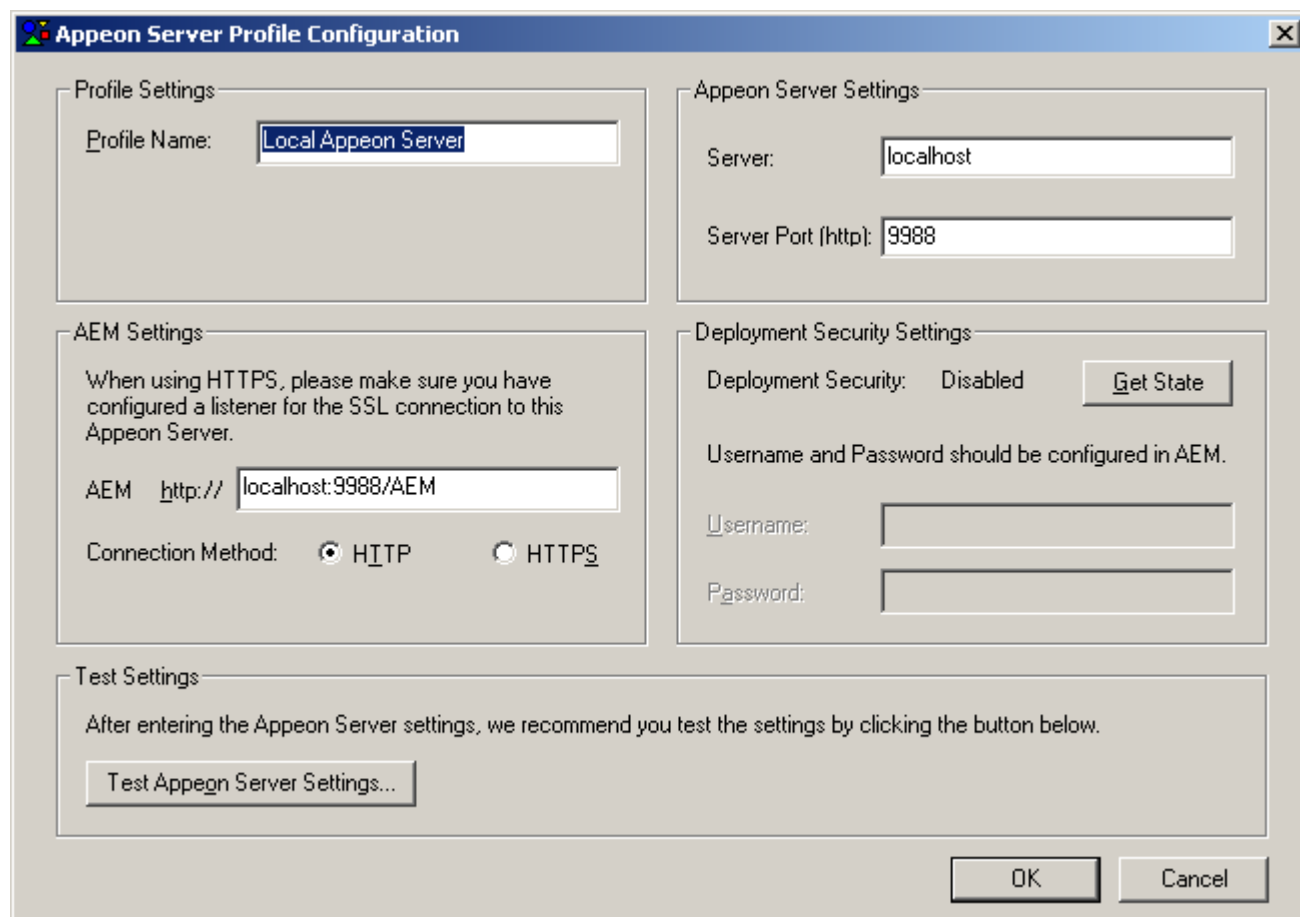 Appeon Server Profile Configuration
Profile Settings
Profile Name: Local Appeon Server
Appeon Server Settings
Server: localhost
Server Port (http): 9988
AEM Settings
When using HTTPS, please make sure you have
configured a listener for the SSL connection to this
Appeon Server.
AEM http:// localhost:9988/AEM
Connection Method: HTTP HTTPS
Deployment Security Settings
Deployment Security: Disabled Get State
Username and Password should be configured in AEM.
Username:
Password:
Test Settings
After entering the Appeon Server settings, we recommend you test the settings by clicking the button below.
Test Appeon Server Settings...
OK Cancel